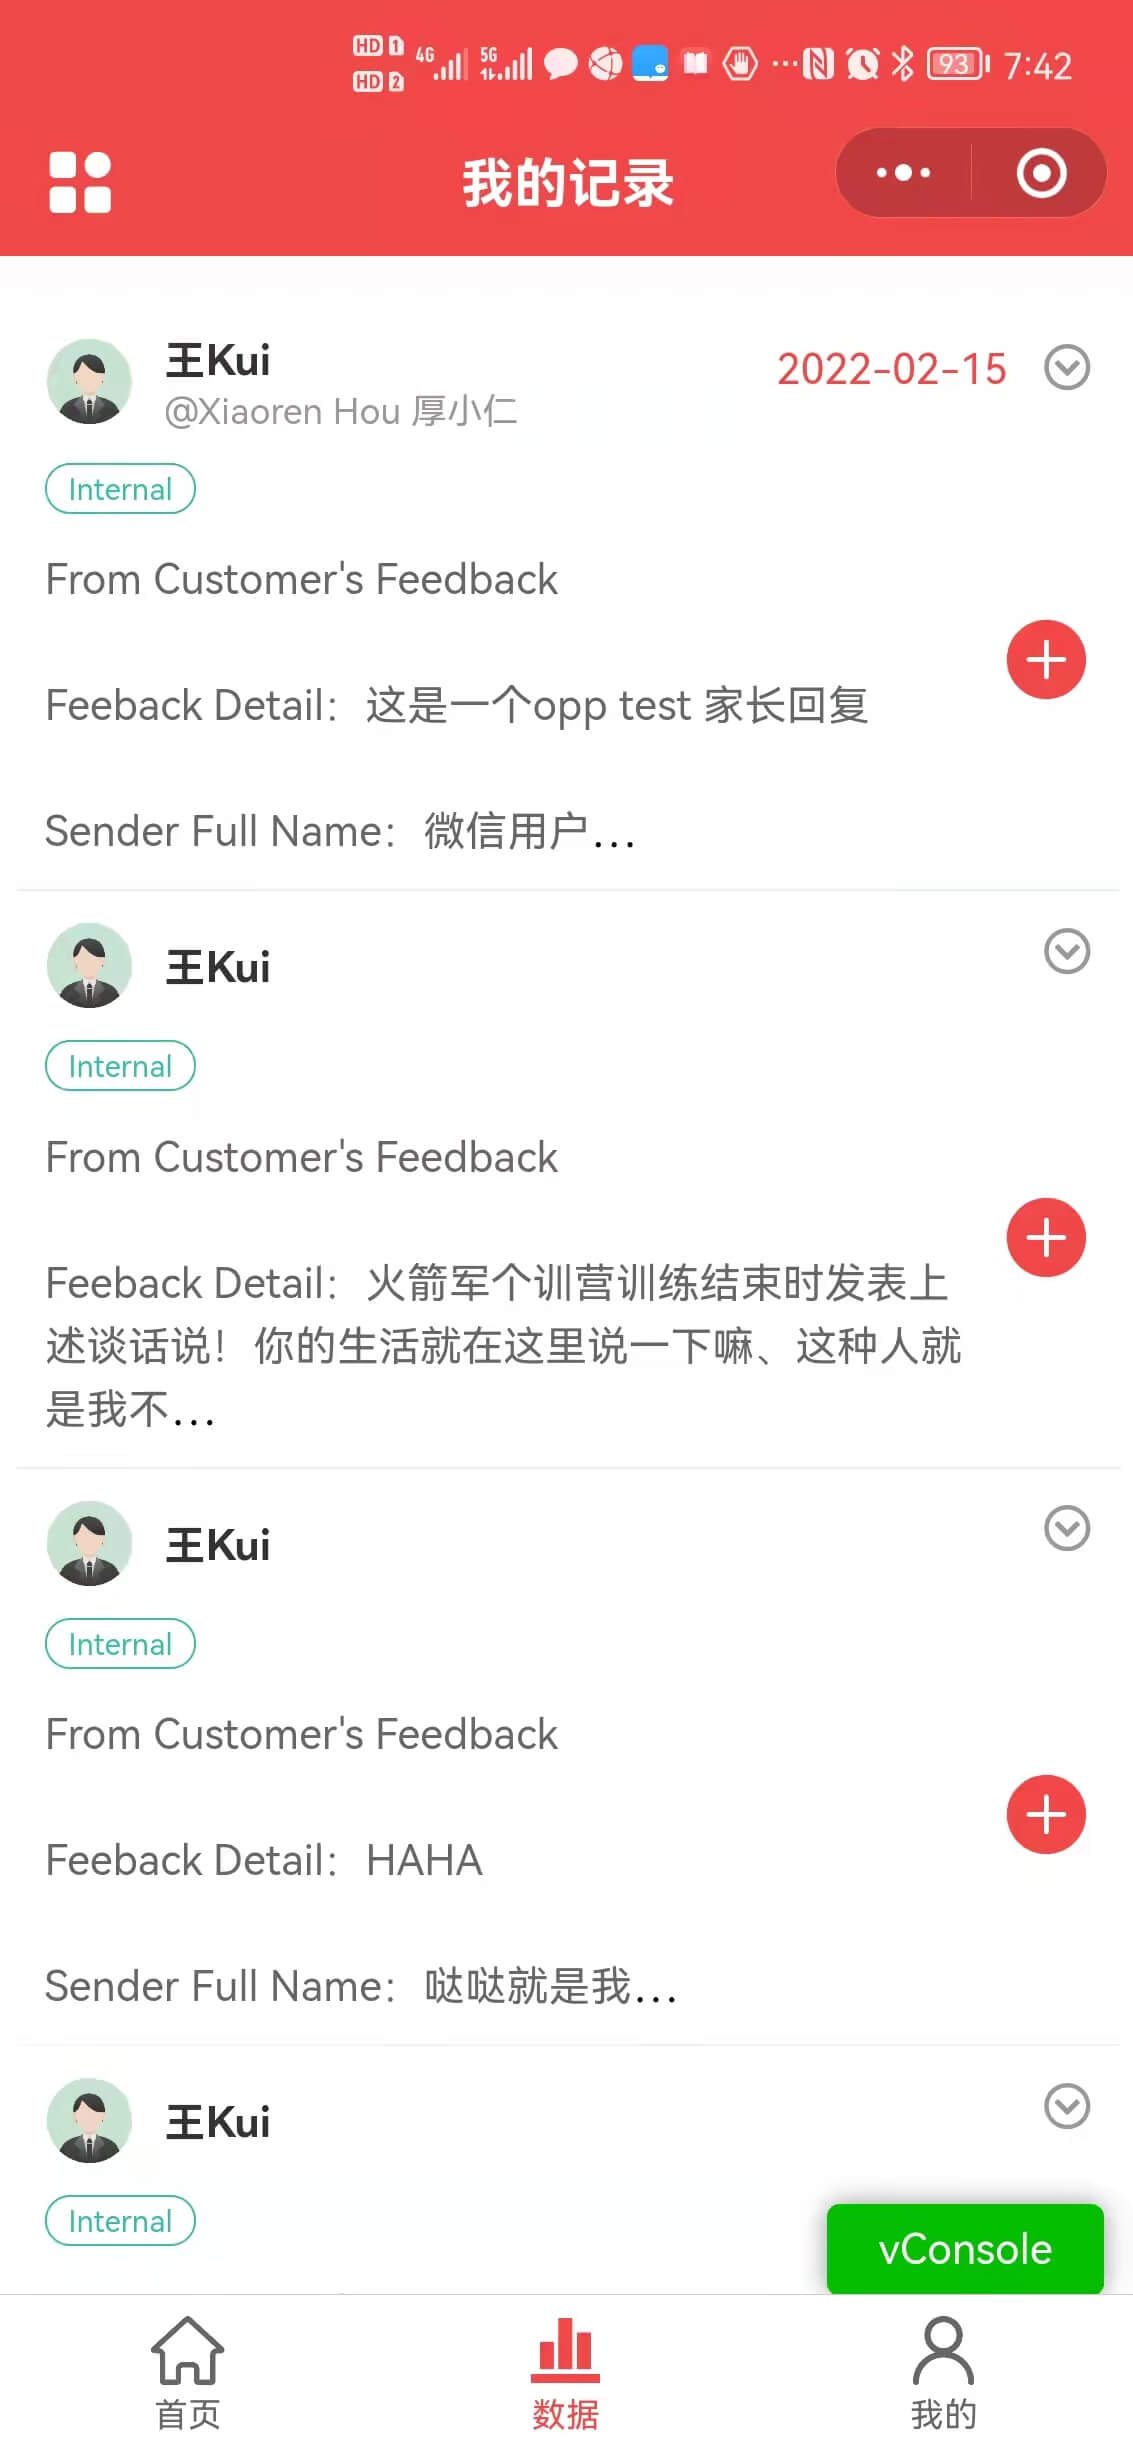 HD 1 4G 5G 93 7:42
HD 2
我的记录
王Kui 2022-02-15
@Xiaoren Hou 厚小仁
Internal
From Customer's Feedback
Feeback Detail：这是一个opp test 家长回复
Sender Full Name：微信用户...
王Kui
Internal
From Customer's Feedback
Feeback Detail：火箭军个训营训练结束时发表上
述谈话说！你的生活就在这里说一下嘛、这种人就
是我不...
王Kui
Internal
From Customer's Feedback
Feeback Detail：HAHA
Sender Full Name：哒哒就是我...
王Kui
Internal
vConsole
首页 数据 我的